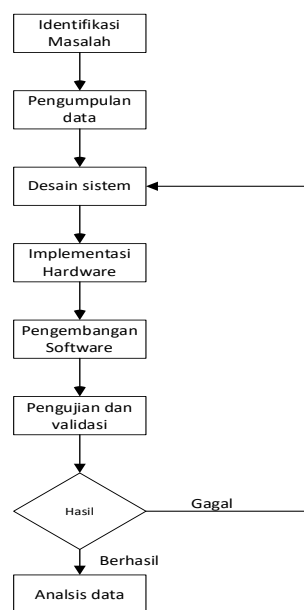 Identifikasi
Masalah
Pengumpulan
data
Desain sistem
Implementasi
Hardware
Pengembangan
Software
Pengujian dan
validasi
Hasil
Gagal
Berhasil
Analsis data